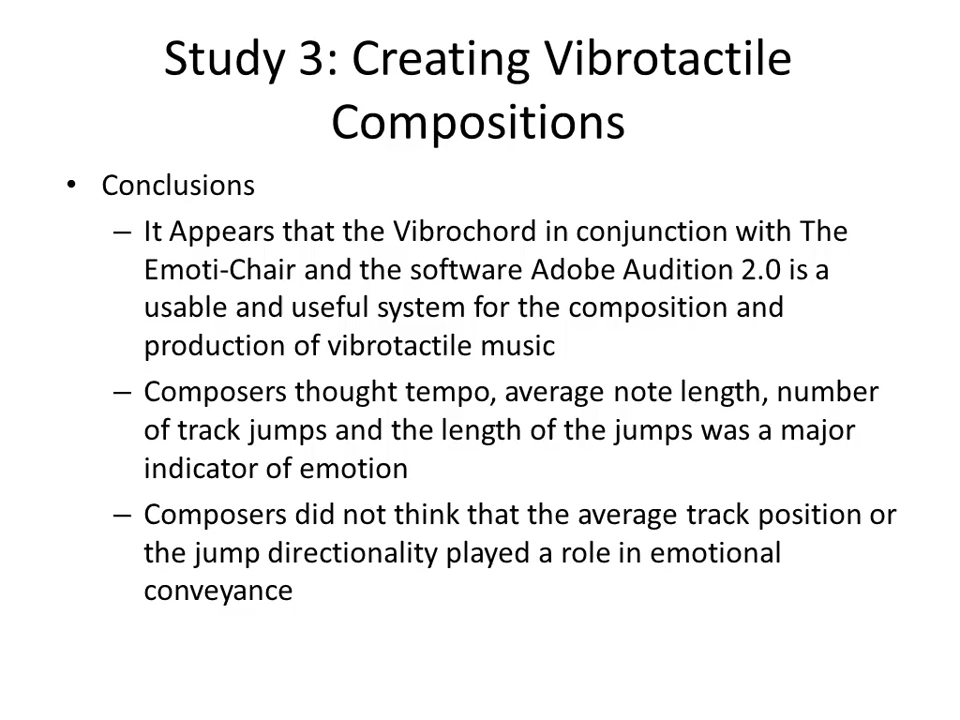 Study 3: Creating Vibrotactile
Compositions
• Conclusions
– It Appears that the Vibrochord in conjunction with The
Emoti-Chair and the software Adobe Audition 2.0 is a
usable and useful system for the composition and
production of vibrotactile music
– Composers thought tempo, average note length, number
of track jumps and the length of the jumps was a major
indicator of emotion
– Composers did not think that the average track position or
the jump directionality played a role in emotional
conveyance